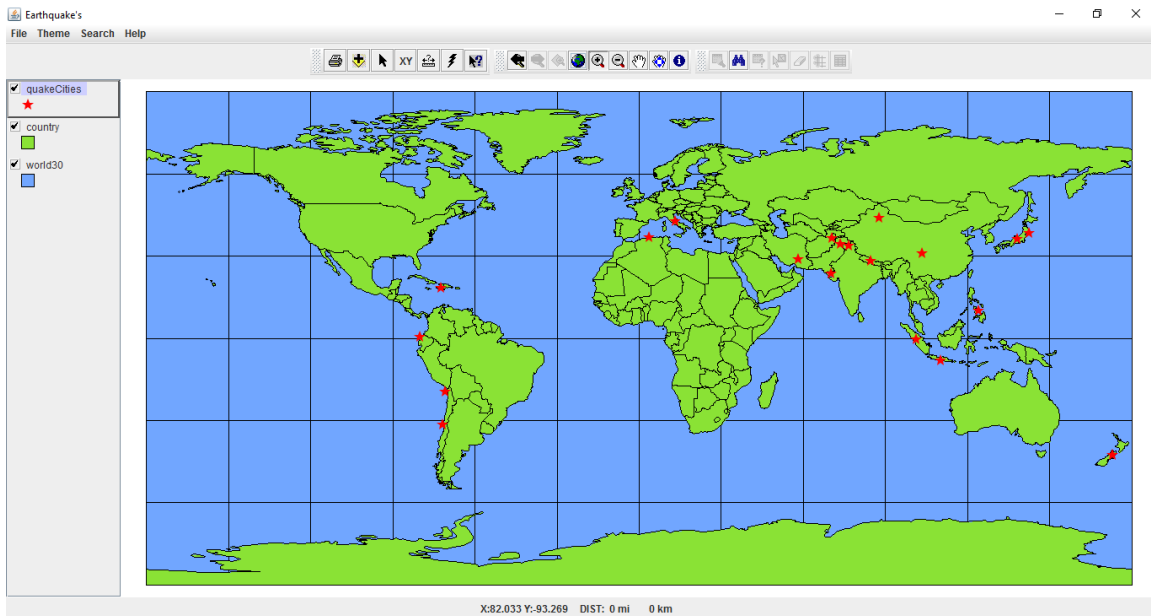 Earthquake's
File Theme Search Help
XY
quakeCities
country
world30
X:82.033 Y:-93.269 DIST: 0 mi 0 km